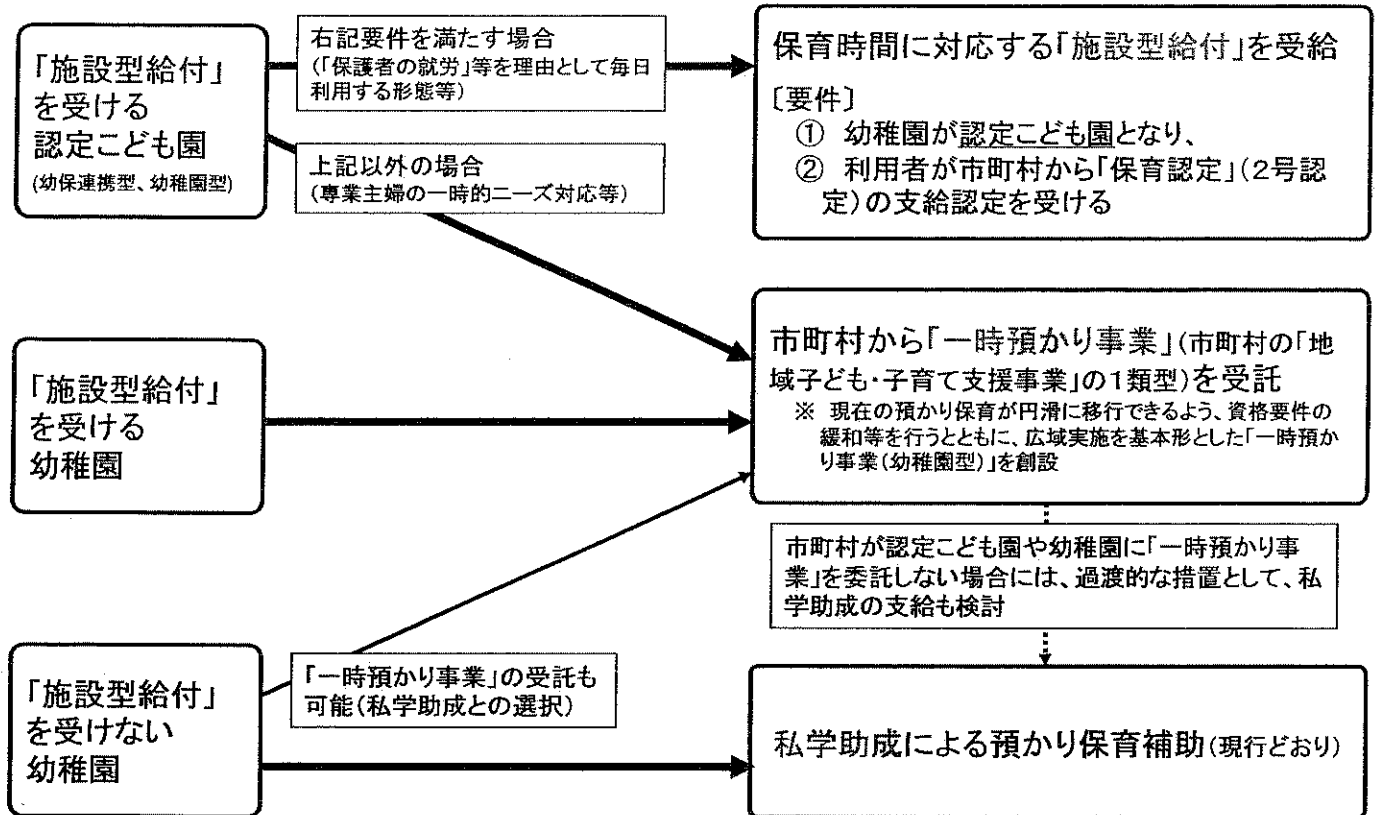 「施設型給付」
を受ける
認定こども園
(幼保連携型、幼稚園型)
右記要件を満たす場合
(「保護者の就労」等を理由として毎日
利用する形態等)
上記以外の場合
(専業主婦の一時的ニーズ対応等)
保育時間に対応する「施設型給付」を受給
〔要件〕
① 幼稚園が認定こども園となり、
② 利用者が市町村から「保育認定」(2号認
定)の支給認定を受ける
「施設型給付」
を受ける
幼稚園
市町村から「一時預かり事業」(市町村の「地
域子ども・子育て支援事業」の1類型)を受託
※ 現在の預かり保育が円滑に移行できるよう、資格要件の
緩和等を行うとともに、広域実施を基本形とした「一時預か
り事業(幼稚園型)」を創設
市町村が認定こども園や幼稚園に「一時預かり事
業」を委託しない場合には、過渡的な措置として、私
学助成の支給も検討
「施設型給付」
を受けない
幼稚園
「一時預かり事業」の受託も
可能(私学助成との選択)
私学助成による預かり保育補助(現行どおり)